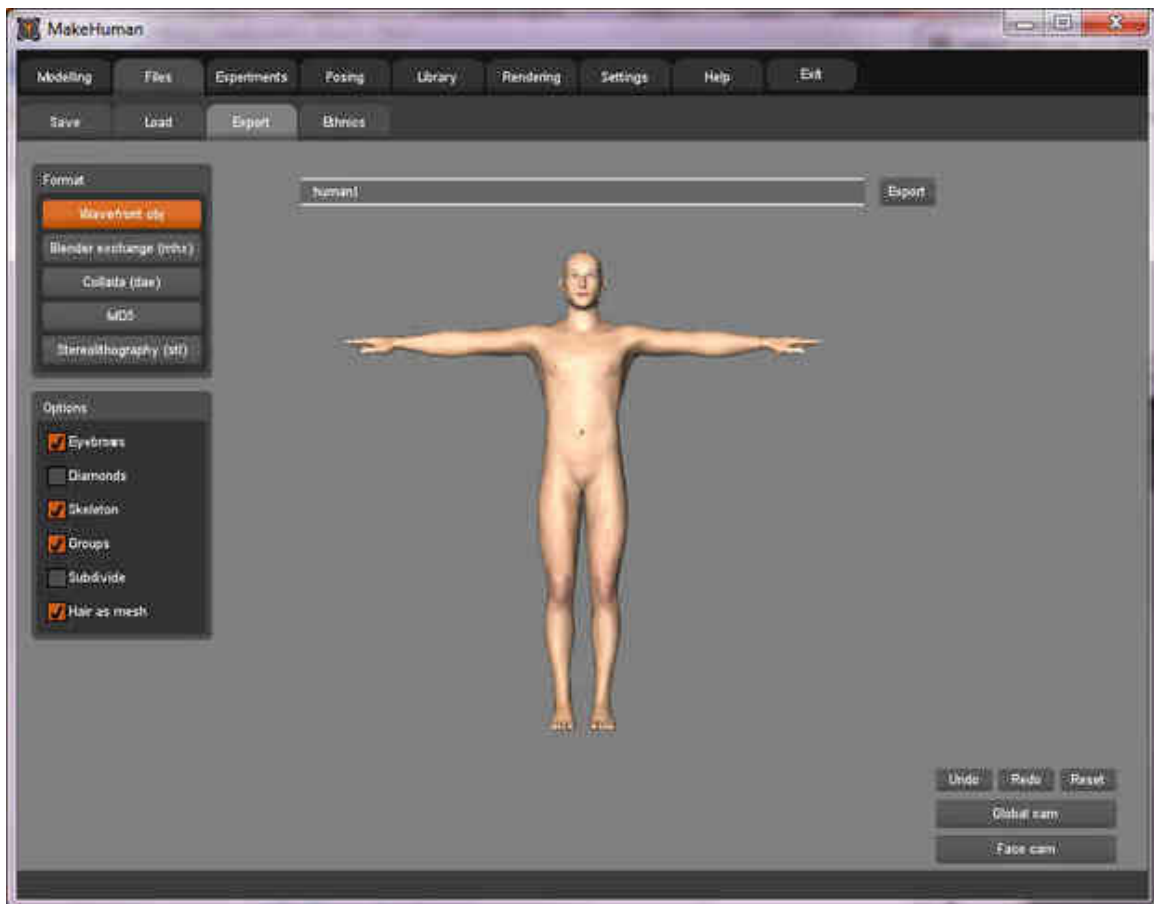 MakeHuman
Modelling Files Experiments Posing Library Rendering Settings Help Exit
Save Load Export Ethnics
Format
human1 Export
Wavefront obj
Blender exchange (mhx)
Collada (dae)
MD5
Stereolithography (stl)
Options
Eyebrows
Diamonds
Skeleton
Groups
Subdivide
Hair as mesh
Undo Redo Reset
Global cam
Face cam